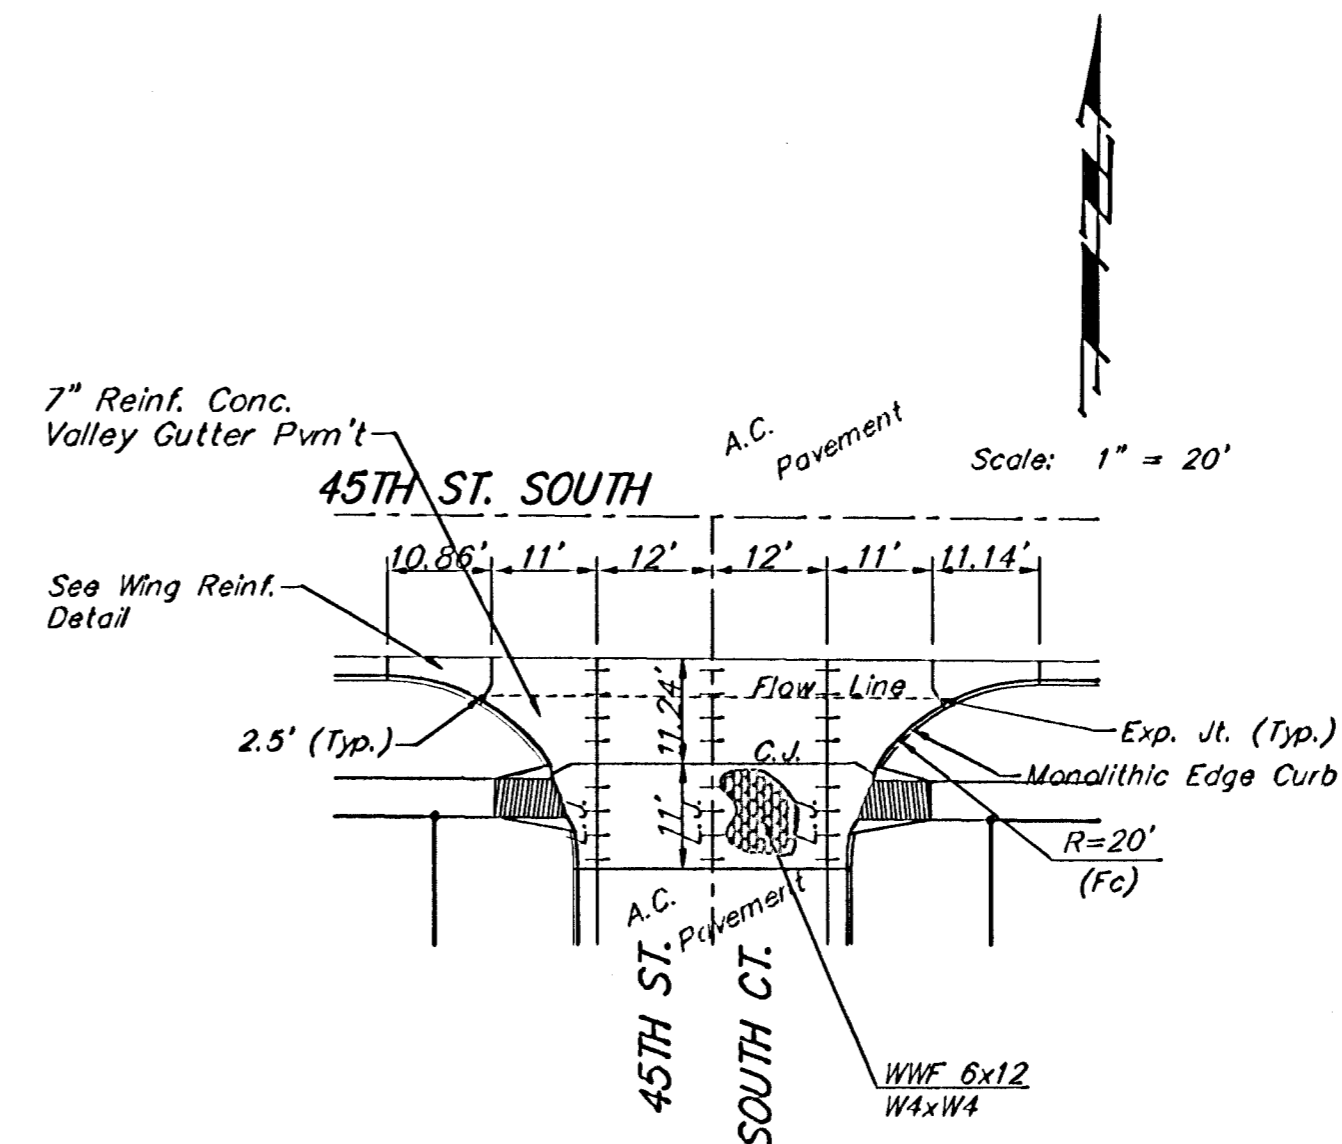 7" Reinf. Conc.
Valley Gutter Pvm't
A.C.
Pavement
Scale: 1" = 20'
45TH ST. SOUTH
10.86' 11' 12' 12' 11' 11.14'
See Wing Reinf.
Detail
11.24'
Flow Line
2.5' (Typ.)
Exp. Jt. (Typ.)
C.J.
Monolithic Edge Curb
11'
C.J.
C.J.
C.J.
R=20'
(Fc)
A.C.
Pavement
45TH ST.
SOUTH CT.
WWF 6x12
W4xW4